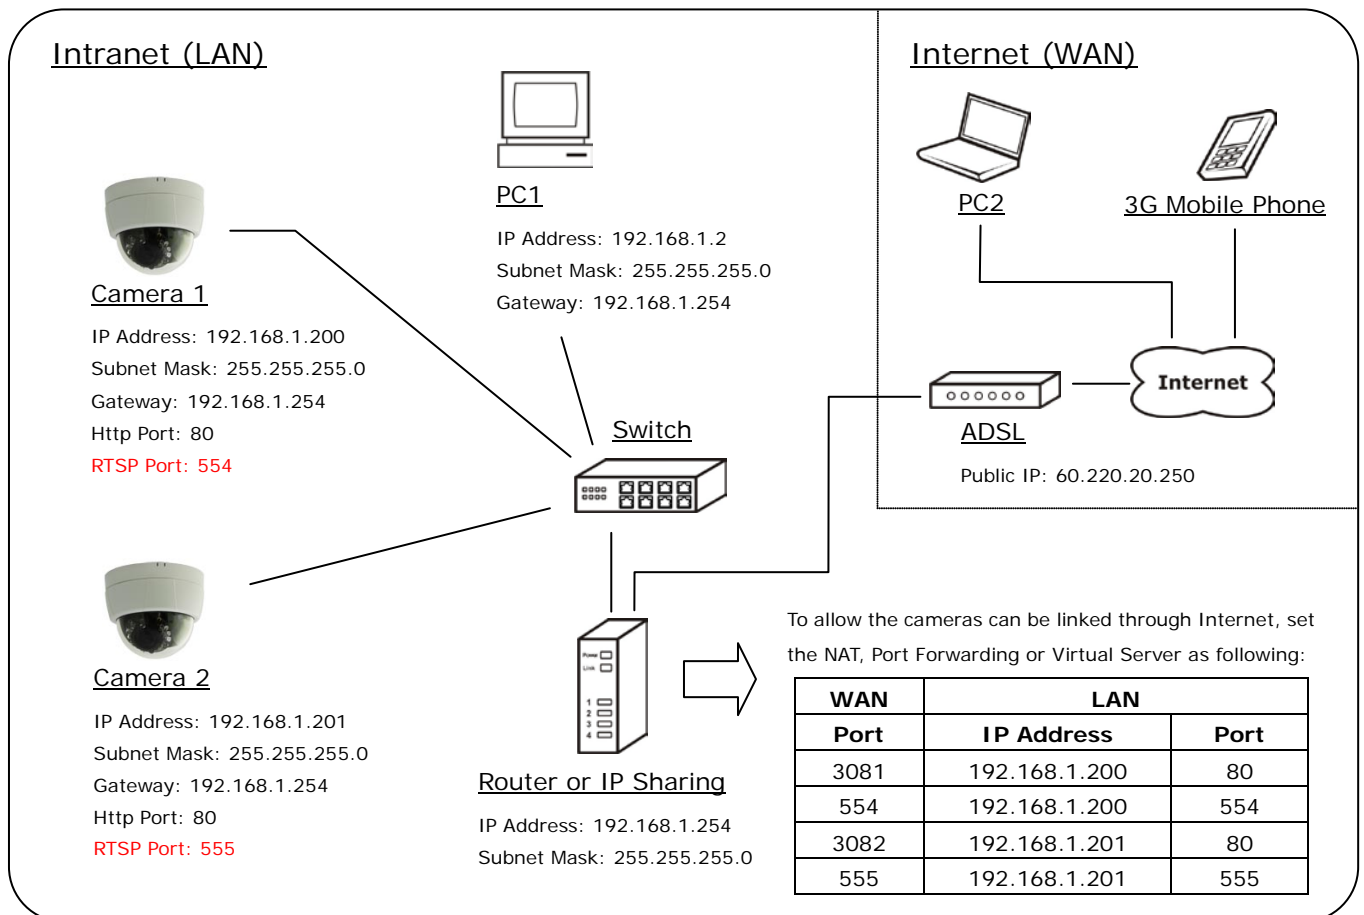 Intranet (LAN)
Internet (WAN)
PC1
IP Address: 192.168.1.2
Subnet Mask: 255.255.255.0
Gateway: 192.168.1.254
PC2
3G Mobile Phone
Camera 1
IP Address: 192.168.1.200
Subnet Mask: 255.255.255.0
Gateway: 192.168.1.254
Http Port: 80
RTSP Port: 554
Internet
Switch
ADSL
Public IP: 60.220.20.250
Camera 2
IP Address: 192.168.1.201
Subnet Mask: 255.255.255.0
Gateway: 192.168.1.254
Http Port: 80
RTSP Port: 555
Power
Link
1
2
3
4
Router or IP Sharing
IP Address: 192.168.1.254
Subnet Mask: 255.255.255.0
To allow the cameras can be linked through Internet, set
the NAT, Port Forwarding or Virtual Server as following:
WAN LAN
Port IP Address Port
3081 192.168.1.200 80
554 192.168.1.200 554
3082 192.168.1.201 80
555 192.168.1.201 555